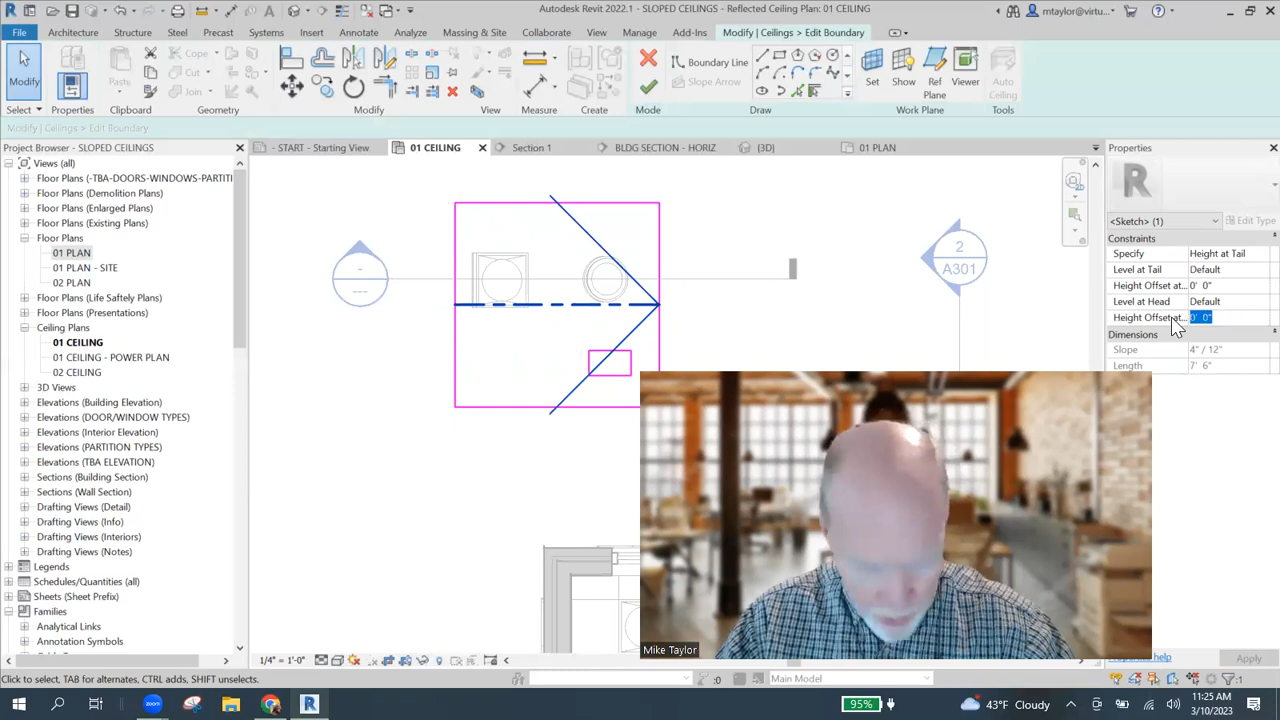 Autodesk Revit 2022.1 - SLOPED CEILINGS - Reflected Ceiling Plan: 01 CEILING
mtaylor@virtu...
File Architecture Structure Steel Precast Systems Insert Annotate Analyze Massing & Site Collaborate View Manage Add-Ins Modify | Ceilings > Edit Boundary
Modify
Paste
Cope
Cut
Join
Boundary Line
Slope Arrow
Set
Show
Ref Plane
Viewer
Auto Ceiling
Select Properties Clipboard Geometry Modify View Measure Create Mode Draw Work Plane Tools
Modify | Ceilings > Edit Boundary
Project Browser - SLOPED CEILINGS
- START - Starting View
01 CEILING
Section 1
BLDG SECTION - HORIZ
{3D}
01 PLAN
Views (all)
Floor Plans (-TBA-DOORS-WINDOWS-PARTITI
Floor Plans (Demolition Plans)
Floor Plans (Enlarged Plans)
Floor Plans (Existing Plans)
Floor Plans
01 PLAN
01 PLAN - SITE
02 PLAN
Floor Plans (Life Saftely Plans)
Floor Plans (Presentations)
Ceiling Plans
01 CEILING
01 CEILING - POWER PLAN
02 CEILING
3D Views
Elevations (Building Elevation)
Elevations (DOOR/WINDOW TYPES)
Elevations (Interior Elevation)
Elevations (PARTITION TYPES)
Elevations (TBA ELEVATION)
Sections (Building Section)
Sections (Wall Section)
Drafting Views (Detail)
Drafting Views (Info)
Drafting Views (Interiors)
Drafting Views (Notes)
Legends
Schedules/Quantities (all)
Sheets (Sheet Prefix)
Families
Analytical Links
Annotation Symbols
-
---
2
A301
Properties
<Sketch> (1)
Edit Type
Constraints
Specify Height at Tail
Level at Tail Default
Height Offset at... 0' 0"
Level at Head Default
Height Offset at... 0' 0"
Dimensions
Slope 4" / 12"
Length 7' 6"
Mike Taylor
Properties help
Apply
1/4" = 1'-0"
Click to select, TAB for alternates, CTRL adds, SHIFT unselects.
:0
Main Model
:1
zoom
95%
43°F Cloudy
11:25 AM
3/10/2023